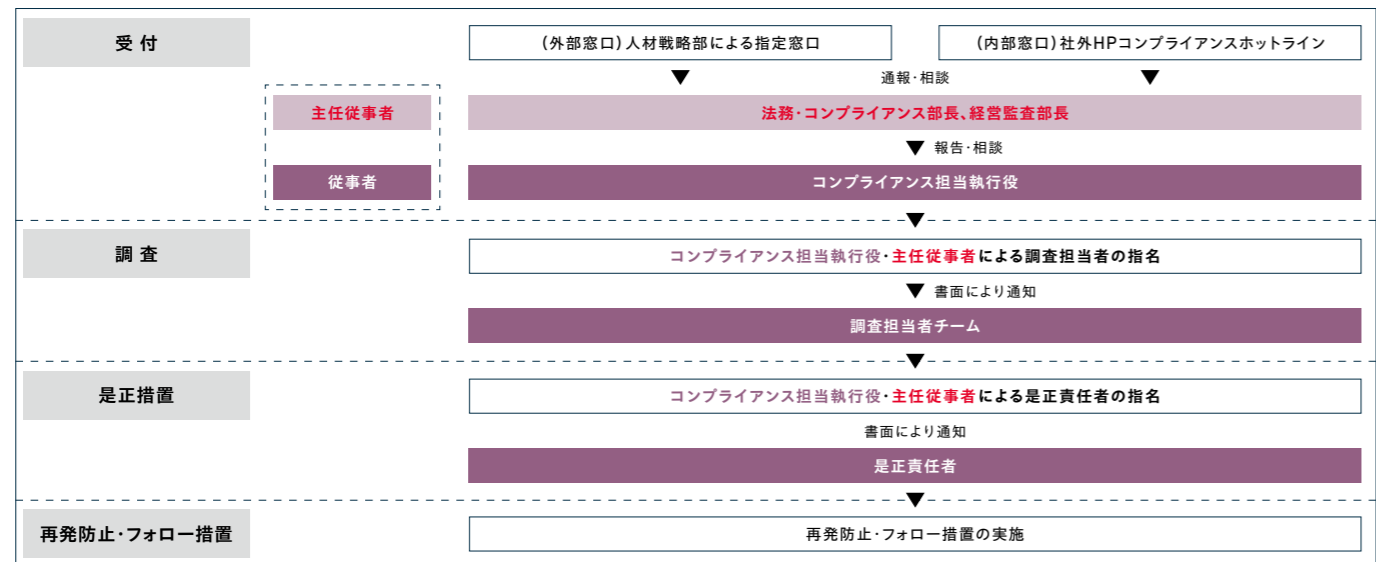 受付
(外部窓口)人材戦略部による指定窓口
(内部窓口)社外HPコンプライアンスホットライン
通報・相談
主任従事者
法務・コンプライアンス部長、経営監査部長
報告・相談
従事者
コンプライアンス担当執行役
調査
コンプライアンス担当執行役・主任従事者による調査担当者の指名
書面により通知
調査担当者チーム
是正措置
コンプライアンス担当執行役・主任従事者による是正責任者の指名
書面により通知
是正責任者
再発防止・フォロー措置
再発防止・フォロー措置の実施